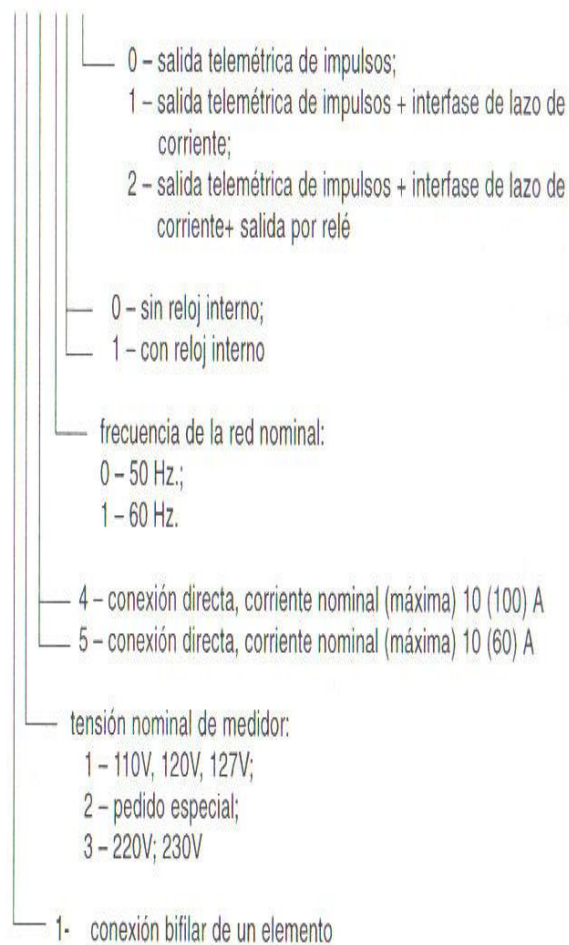 0 – salida telemétrica de impulsos;
1 – salida telemétrica de impulsos + interfase de lazo de
corriente;
2 – salida telemétrica de impulsos + interfase de lazo de
corriente+ salida por relé
0 – sin reloj interno;
1 – con reloj interno
frecuencia de la red nominal:
0 – 50 Hz.;
1 – 60 Hz.
4 – conexión directa, corriente nominal (máxima) 10 (100) A
5 – conexión directa, corriente nominal (máxima) 10 (60) A
tensión nominal de medidor:
1 – 110V, 120V, 127V;
2 – pedido especial;
3 – 220V; 230V
1- conexión bifilar de un elemento